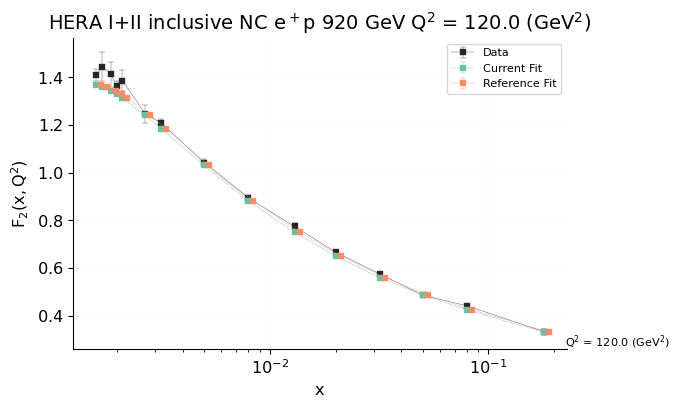 HERA I+II inclusive NC e⁺p 920 GeV Q² = 120.0 (GeV²)
Data
Current Fit
Reference Fit
F₂(x, Q²)
1.4
1.2
1.0
0.8
0.6
0.4
Q² = 120.0 (GeV²)
10⁻²
10⁻¹
x